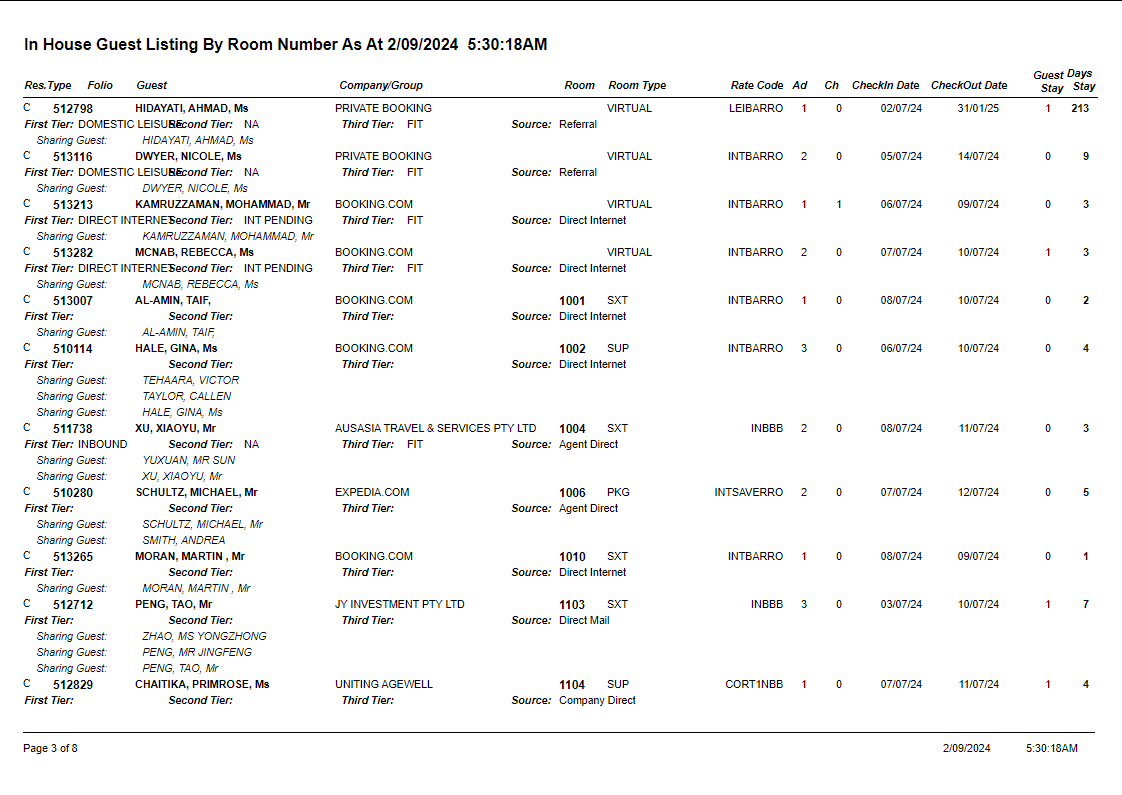 In House Guest Listing By Room Number As At 2/09/2024 5:30:18AM
Res.Type Folio Guest Company/Group Room Room Type Rate Code Ad Ch CheckIn Date CheckOut Date Guest Stay Days Stay
C 512798 HIDAYATI, AHMAD, Ms PRIVATE BOOKING VIRTUAL LEIBARRO 1 0 02/07/24 31/01/25 1 213
First Tier: DOMESTIC LEISURE Second Tier: NA Third Tier: FIT Source: Referral
Sharing Guest: HIDAYATI, AHMAD, Ms
C 513116 DWYER, NICOLE, Ms PRIVATE BOOKING VIRTUAL INTBARRO 2 0 05/07/24 14/07/24 0 9
First Tier: DOMESTIC LEISURE Second Tier: NA Third Tier: FIT Source: Referral
Sharing Guest: DWYER, NICOLE, Ms
C 513213 KAMRUZZAMAN, MOHAMMAD, Mr BOOKING.COM VIRTUAL INTBARRO 1 1 06/07/24 09/07/24 0 3
First Tier: DIRECT INTERNET Second Tier: INT PENDING Third Tier: FIT Source: Direct Internet
Sharing Guest: KAMRUZZAMAN, MOHAMMAD, Mr
C 513282 MCNAB, REBECCA, Ms BOOKING.COM VIRTUAL INTBARRO 2 0 07/07/24 10/07/24 1 3
First Tier: DIRECT INTERNET Second Tier: INT PENDING Third Tier: FIT Source: Direct Internet
Sharing Guest: MCNAB, REBECCA, Ms
C 513007 AL-AMIN, TAIF, BOOKING.COM 1001 SXT INTBARRO 1 0 08/07/24 10/07/24 0 2
First Tier: Second Tier: Third Tier: Source: Direct Internet
Sharing Guest: AL-AMIN, TAIF,
C 510114 HALE, GINA, Ms BOOKING.COM 1002 SUP INTBARRO 3 0 06/07/24 10/07/24 0 4
First Tier: Second Tier: Third Tier: Source: Direct Internet
Sharing Guest: TEHAARA, VICTOR
Sharing Guest: TAYLOR, CALLEN
Sharing Guest: HALE, GINA, Ms
C 511738 XU, XIAOYU, Mr AUSASIA TRAVEL & SERVICES PTY LTD 1004 SXT INBBB 2 0 08/07/24 11/07/24 0 3
First Tier: INBOUND Second Tier: NA Third Tier: FIT Source: Agent Direct
Sharing Guest: YUXUAN, MR SUN
Sharing Guest: XU, XIAOYU, Mr
C 510280 SCHULTZ, MICHAEL, Mr EXPEDIA.COM 1006 PKG INTSAVERRO 2 0 07/07/24 12/07/24 0 5
First Tier: Second Tier: Third Tier: Source: Agent Direct
Sharing Guest: SCHULTZ, MICHAEL, Mr
Sharing Guest: SMITH, ANDREA
C 513265 MORAN, MARTIN , Mr BOOKING.COM 1010 SXT INTBARRO 1 0 08/07/24 09/07/24 0 1
First Tier: Second Tier: Third Tier: Source: Direct Internet
Sharing Guest: MORAN, MARTIN , Mr
C 512712 PENG, TAO, Mr JY INVESTMENT PTY LTD 1103 SXT INBBB 3 0 03/07/24 10/07/24 1 7
First Tier: Second Tier: Third Tier: Source: Direct Mail
Sharing Guest: ZHAO, MS YONGZHONG
Sharing Guest: PENG, MR JINGFENG
Sharing Guest: PENG, TAO, Mr
C 512829 CHAITIKA, PRIMROSE, Ms UNITING AGEWELL 1104 SUP CORT1NBB 1 0 07/07/24 11/07/24 1 4
First Tier: Second Tier: Third Tier: Source: Company Direct
Page 3 of 8 2/09/2024 5:30:18AM